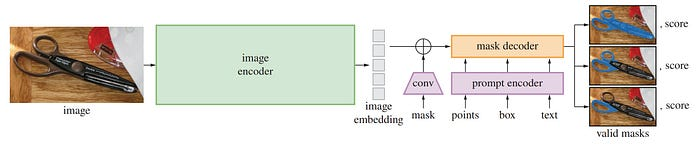 image
image
encoder
image
embedding
conv
mask
mask decoder
prompt encoder
points
box
text
, score
, score
, score
valid masks